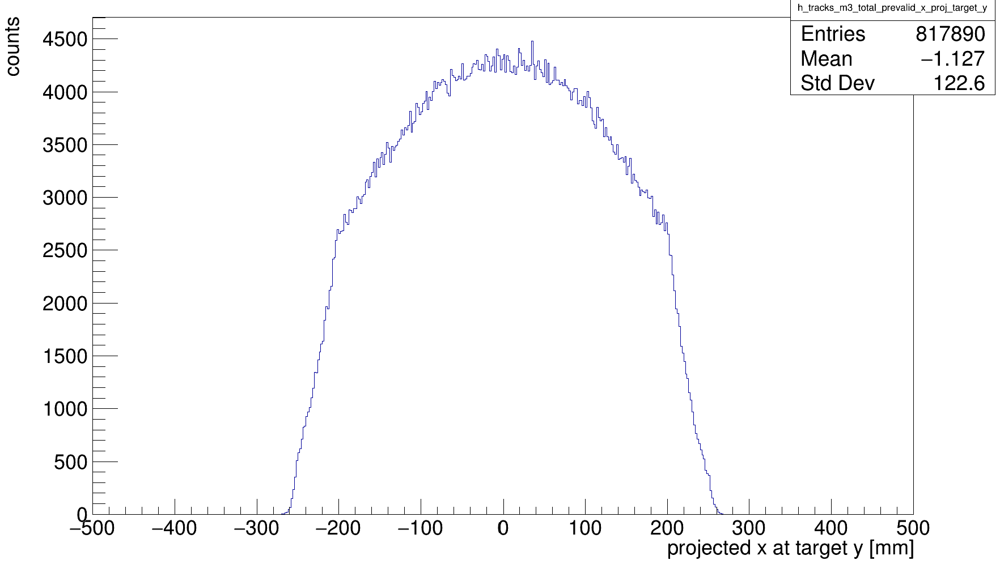 h_tracks_m3_total_prevalid_x_proj_target_y
Entries 817890
Mean −1.127
Std Dev 122.6
counts
4500
4000
3500
3000
2500
2000
1500
1000
500
0
−500 −400 −300 −200 −100 0 100 200 300 400 500
projected x at target y [mm]